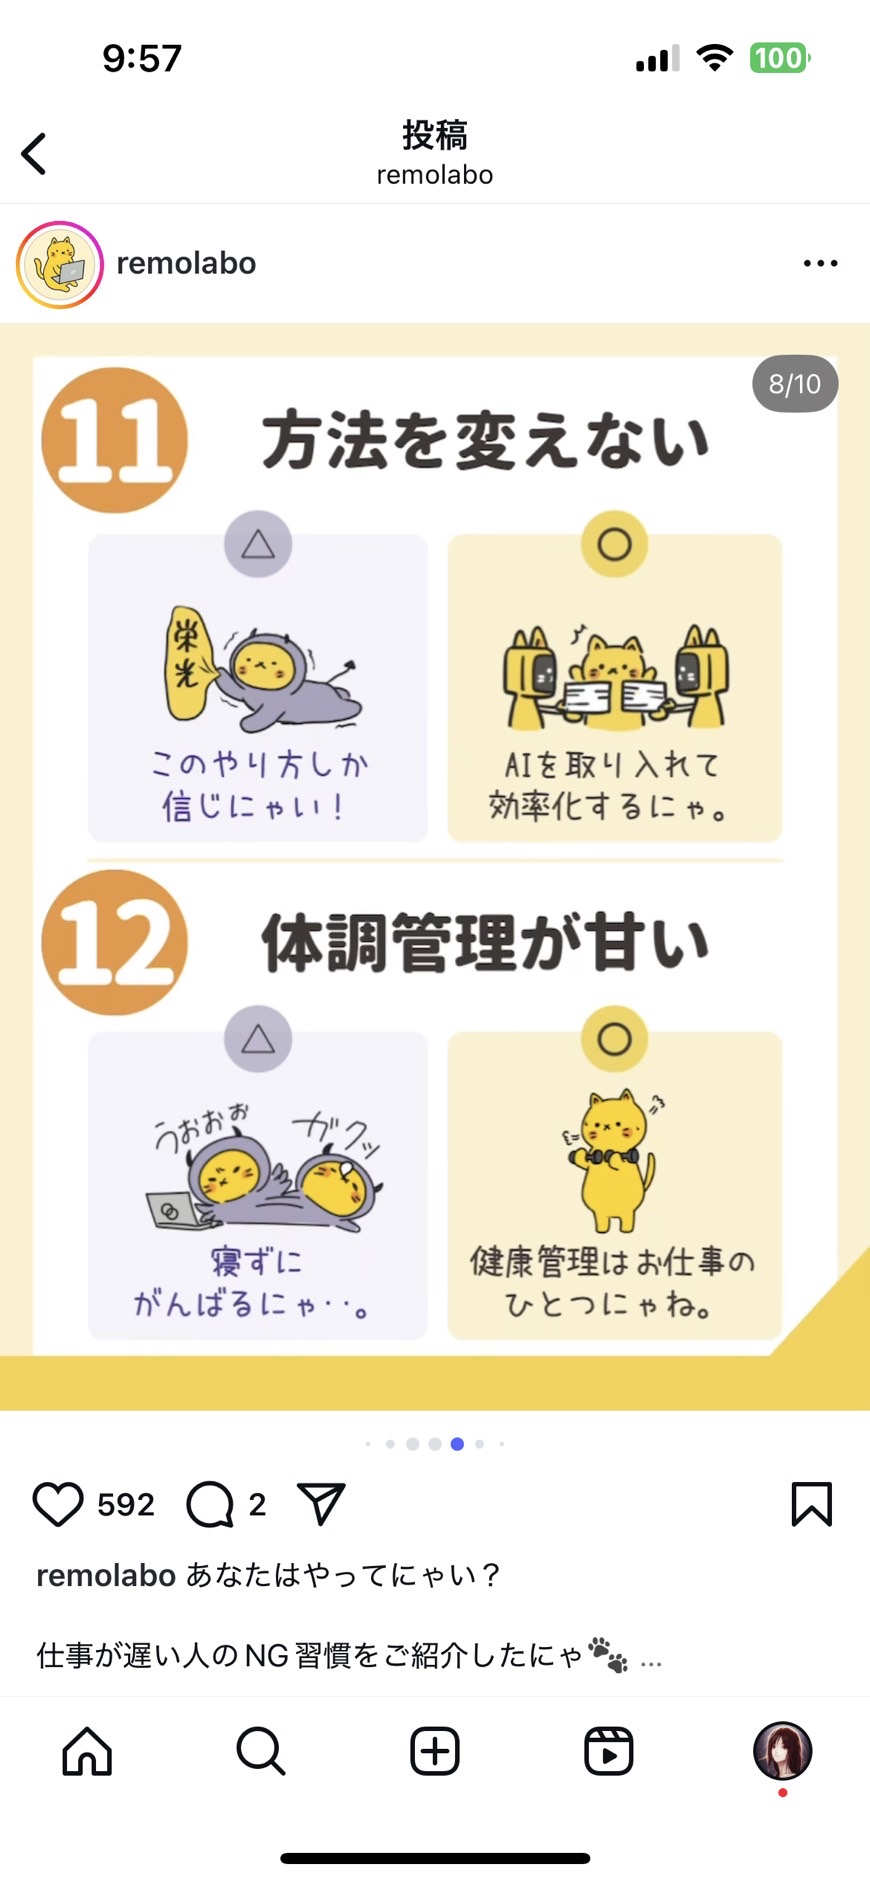 9:57
100
投稿
remolabo
remolabo
8/10
11
方法を変えない
△
○
栄光
このやり方しか
信じにゃい！
AIを取り入れて
効率化するにゃ。
12
体調管理が甘い
△
○
うおおお
ガクッ
寝ずに
がんばるにゃ・・。
健康管理はお仕事の
ひとつにゃね。
592
2
remolabo あなたはやってにゃい？
仕事が遅い人のNG習慣をご紹介したにゃ🐾 ...